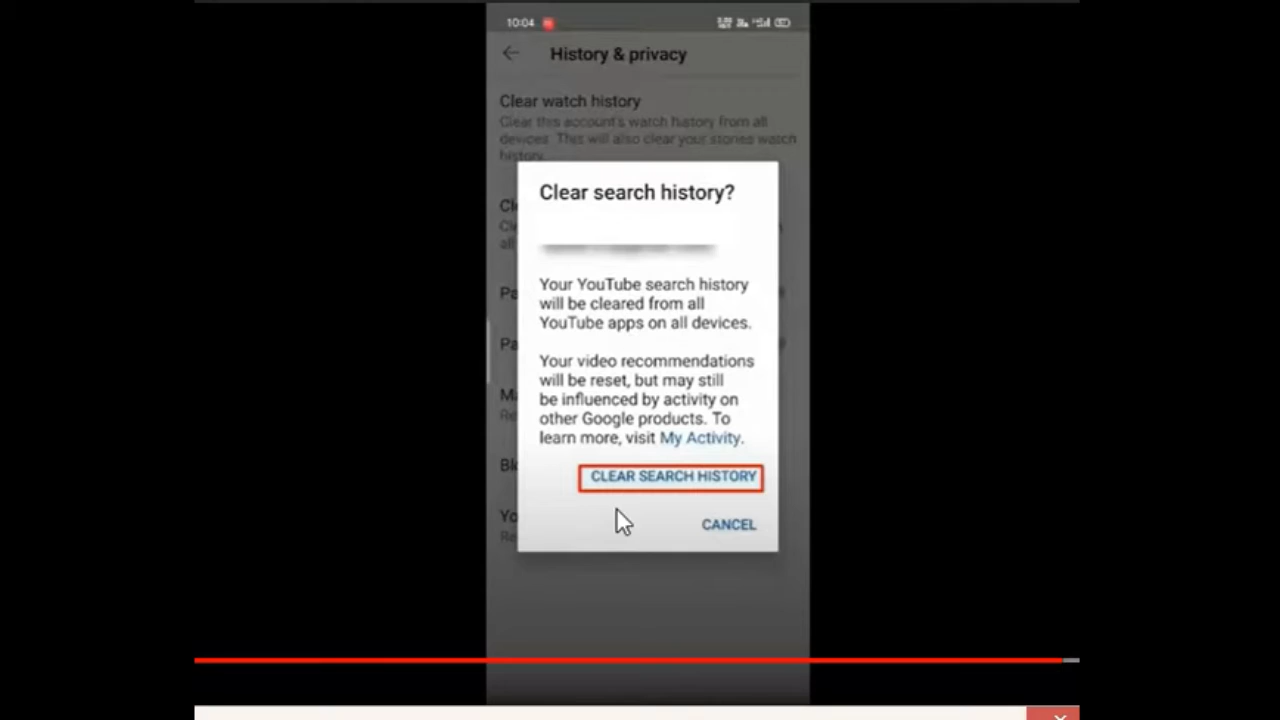 10:04
History & privacy
Clear watch history
Clear this account's watch history from all
devices. This will also clear your stories watch
history.
Clear search history?
Your YouTube search history
will be cleared from all
YouTube apps on all devices.
Your video recommendations
will be reset, but may still
be influenced by activity on
other Google products. To
learn more, visit My Activity.
CLEAR SEARCH HISTORY
CANCEL